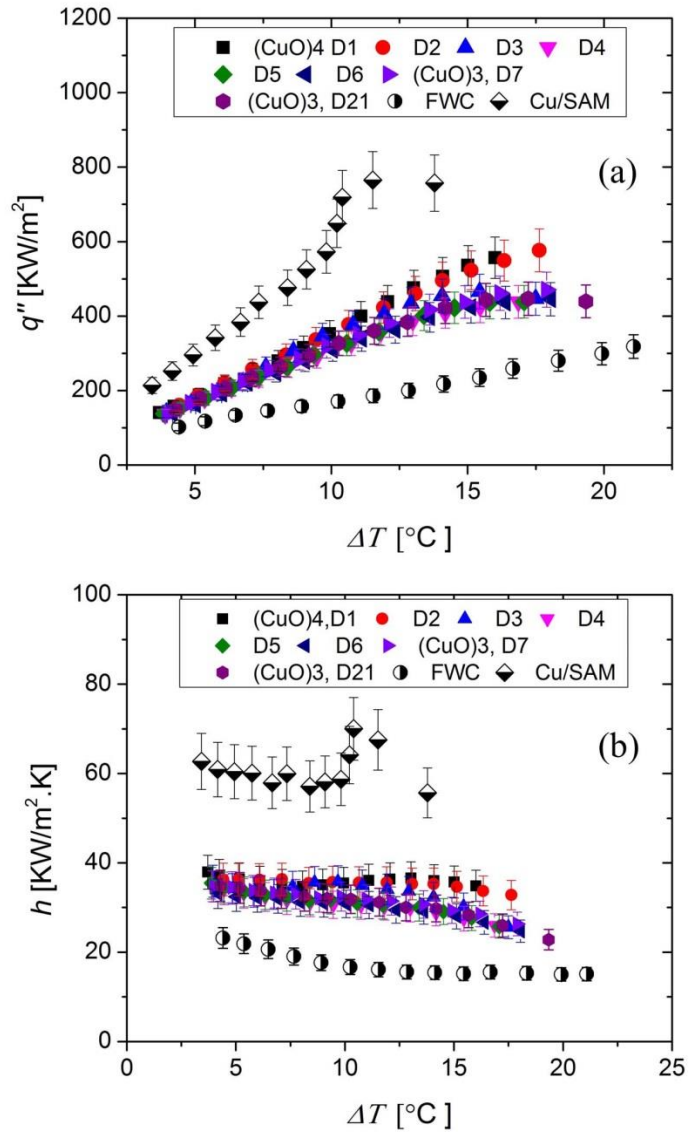 (a)
(CuO)4 D1 D2 D3 D4
D5 D6 (CuO)3, D7
(CuO)3, D21 FWC Cu/SAM
1200
1000
800
600
400
200
0
q″ [KW/m²]
5 10 15 20
ΔT [°C]
(b)
(CuO)4,D1 D2 D3 D4
D5 D6 (CuO)3, D7
(CuO)3, D21 FWC Cu/SAM
100
80
60
40
20
0
h [KW/m².K]
0 5 10 15 20 25
ΔT [°C]